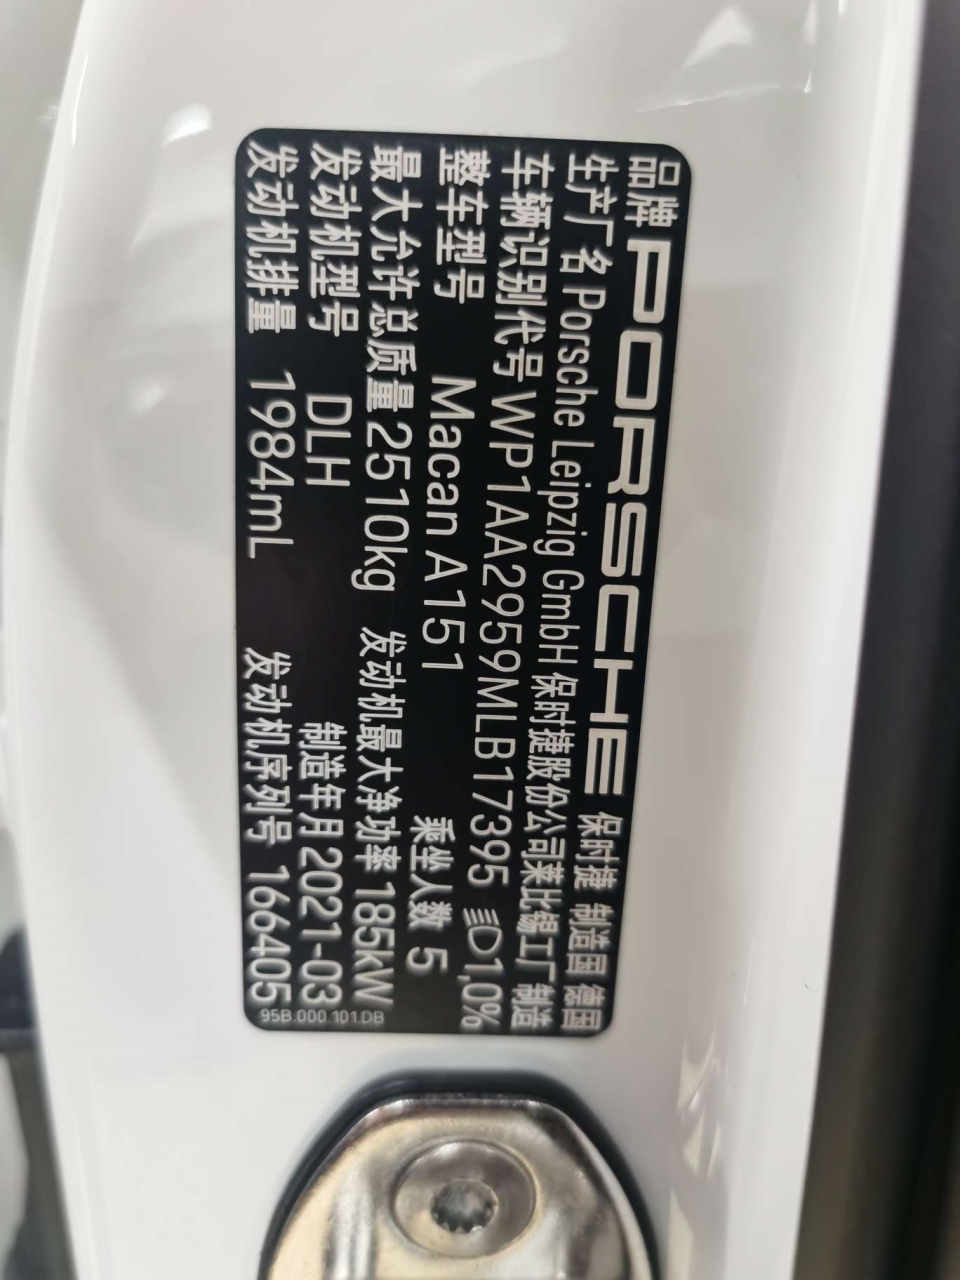 品牌 PORSCHE 保时捷 制造国 德国
生产厂名 Porsche Leipzig GmbH 保时捷股份公司莱比锡工厂制造
车辆识别代号 WP1AA2959MLB17395 1,0%
整车型号 Macan A151 乘坐人数 5
最大允许总质量 2510kg 发动机最大净功率 185kW
发动机型号 DLH 制造年月 2021-03
发动机排量 1984mL 发动机序列号 166405
95B.000.101.DB